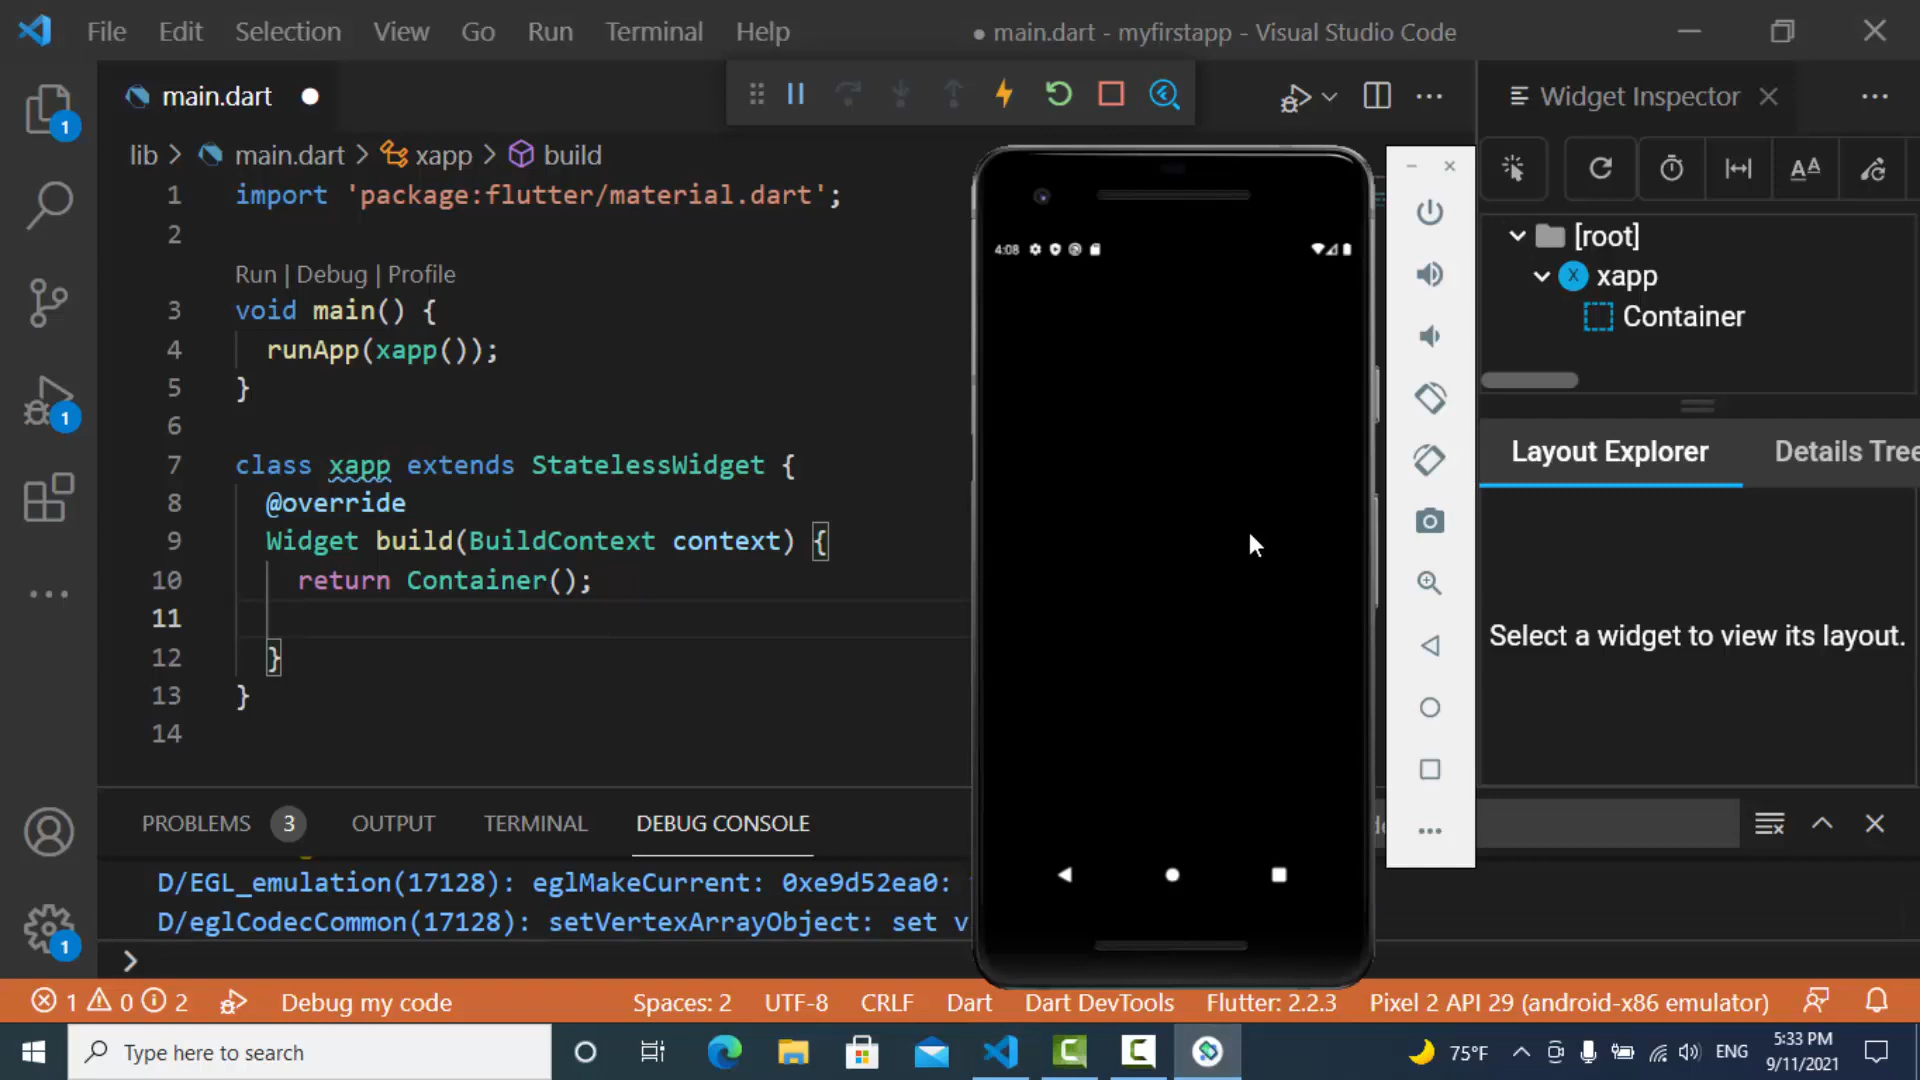 File Edit Selection View Go Run Terminal Help ● main.dart - myfirstapp - Visual Studio Code
main.dart
Widget Inspector
lib > main.dart > xapp > build
1 import 'package:flutter/material.dart';
2
Run | Debug | Profile
3 void main() {
4 runApp(xapp());
5 }
6
7 class xapp extends StatelessWidget {
8 @override
9 Widget build(BuildContext context) {
10 return Container();
11
12 }
13 }
14
4:08
[root]
X xapp
Container
Layout Explorer Details Tree
Select a widget to view its layout.
1
1
1
PROBLEMS 3 OUTPUT TERMINAL DEBUG CONSOLE
D/EGL_emulation(17128): eglMakeCurrent: 0xe9d52ea0:
D/eglCodecCommon(17128): setVertexArrayObject: set v
1 0 2 Debug my code Spaces: 2 UTF-8 CRLF Dart Dart DevTools Flutter: 2.2.3 Pixel 2 API 29 (android-x86 emulator)
Type here to search
75°F ENG 5:33 PM
9/11/2021